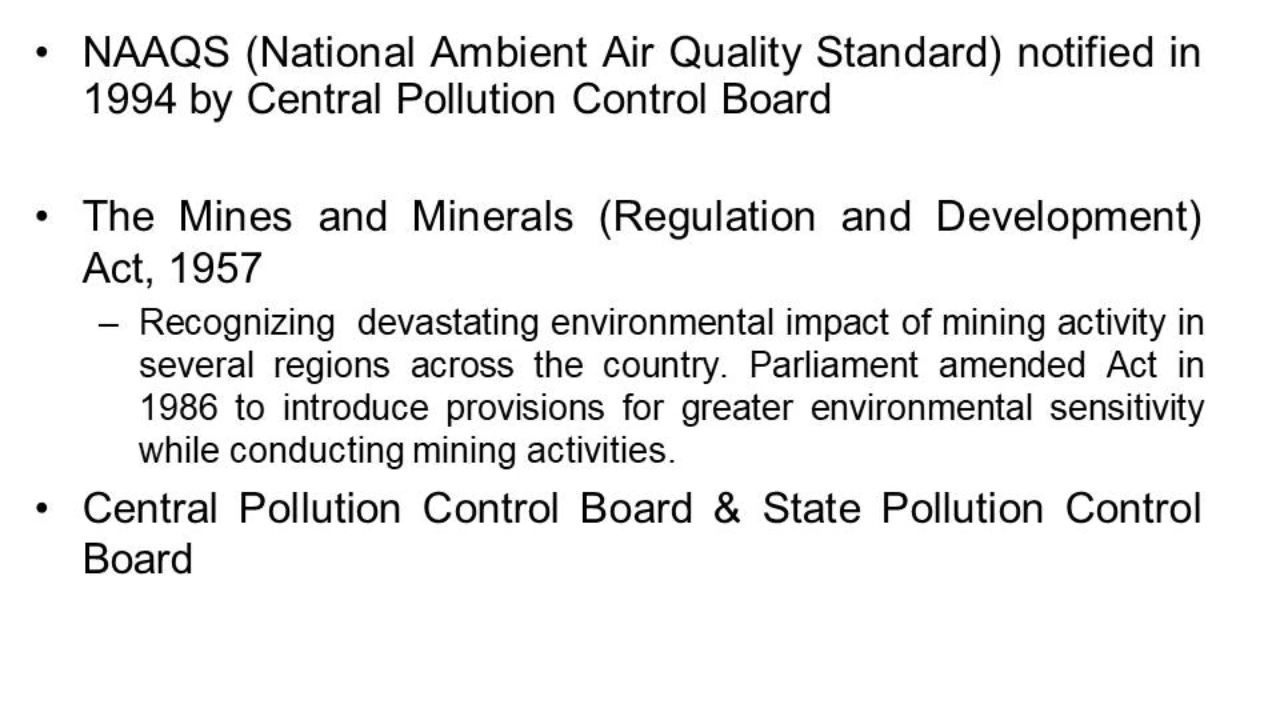 • NAAQS (National Ambient Air Quality Standard) notified in
1994 by Central Pollution Control Board
• The Mines and Minerals (Regulation and Development)
Act, 1957
– Recognizing devastating environmental impact of mining activity in
several regions across the country. Parliament amended Act in
1986 to introduce provisions for greater environmental sensitivity
while conducting mining activities.
• Central Pollution Control Board & State Pollution Control
Board